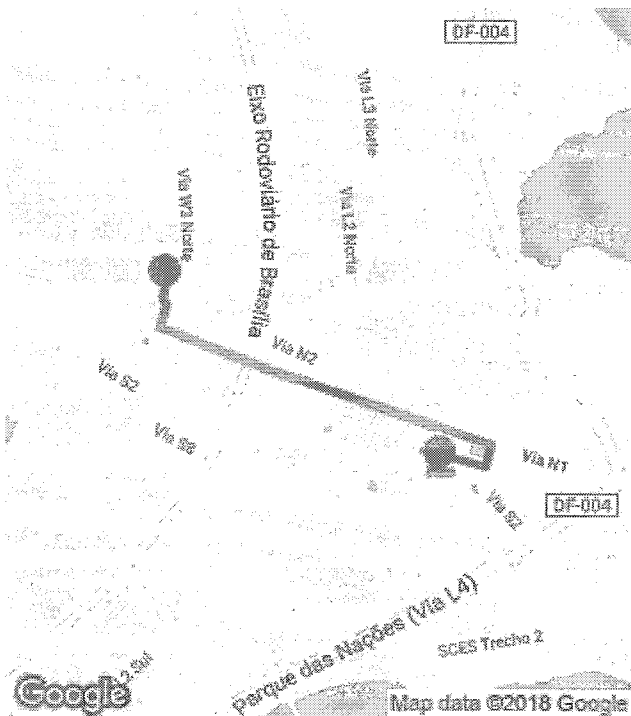 DF-004
Via L3 Norte
Eixo Rodoviário de Brasília
Via W3 Norte
Via L2 Norte
Via N2
Via S2
Via S3
Via N1
Via S2
DF-004
Parque das Nações (Via L4)
SCES Trecho 2
2 Sul
Google
Map data ©2018 Google